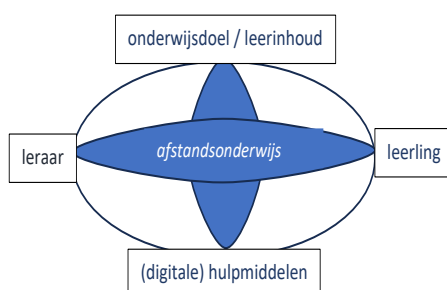 onderwijsdoel / leerinhoud
leraar
afstandsonderwijs
leerling
(digitale) hulpmiddelen